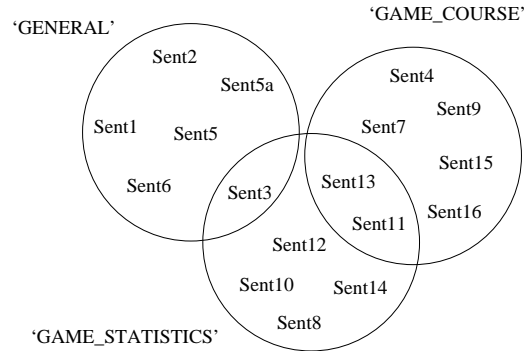 ‘GENERAL’
‘GAME_COURSE’
Sent2
Sent5a
Sent1
Sent5
Sent6
Sent3
Sent4
Sent9
Sent7
Sent15
Sent13
Sent16
Sent11
Sent12
Sent10
Sent14
Sent8
‘GAME_STATISTICS’